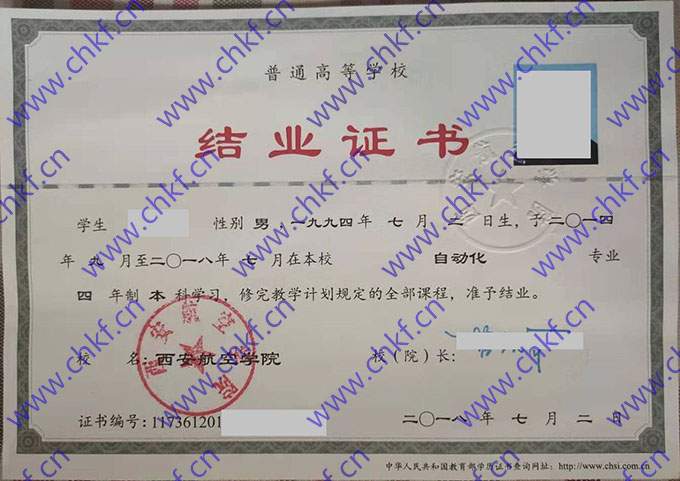 普通高等学校
结业证书
学生 性别 男，一九九四年 七 月 二 日生，于二〇一四
年 九 月至二〇一八年 七 月在本校 自动化 专业
四 年制 本 科学习，修完教学计划规定的全部课程，准予结业。
校 名：西安航空学院 校（院）长：
证书编号：117361201 二〇一八年 七 月 二 日
中华人民共和国教育部学历证书查询网址：http://www.chsi.com.cn
www.chkf.cn